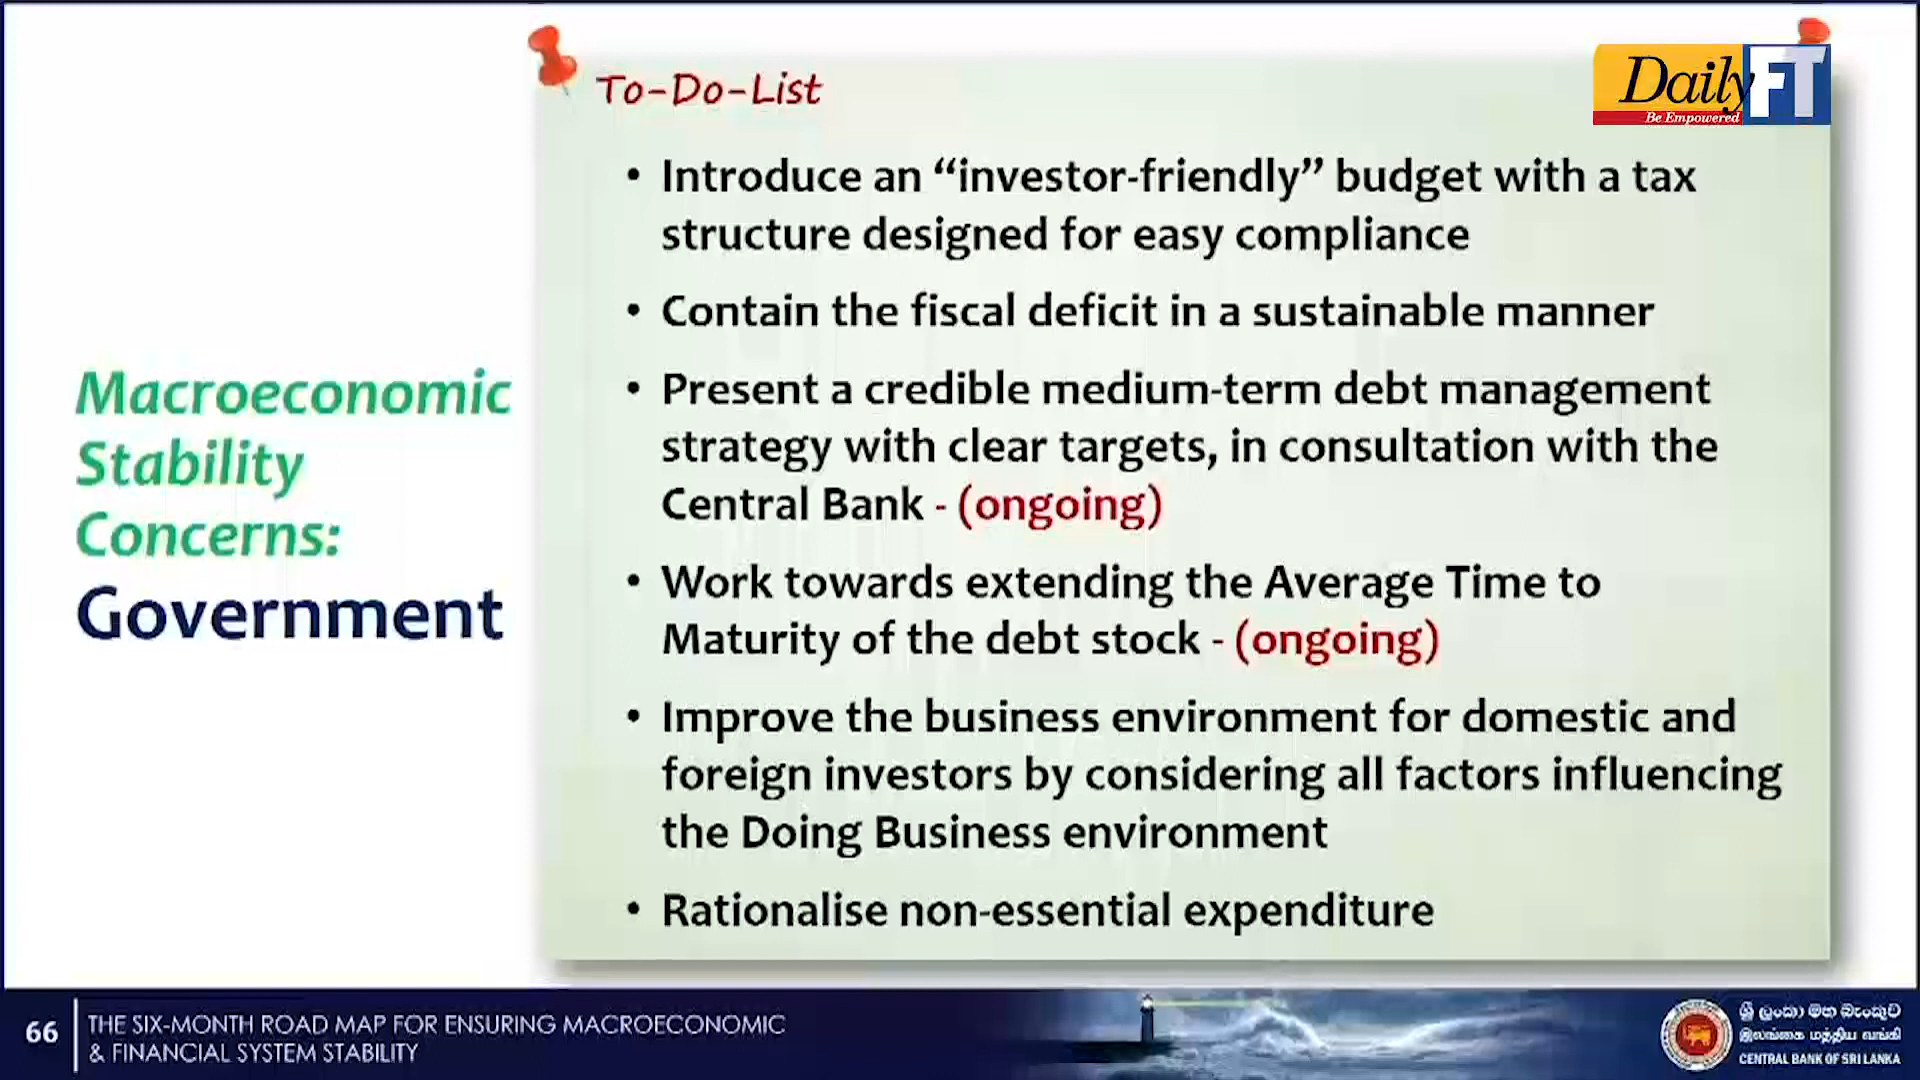 To-Do-List
Daily FT
Be Empowered
• Introduce an “investor-friendly” budget with a tax
structure designed for easy compliance
• Contain the fiscal deficit in a sustainable manner
• Present a credible medium-term debt management
strategy with clear targets, in consultation with the
Central Bank - (ongoing)
• Work towards extending the Average Time to
Maturity of the debt stock - (ongoing)
• Improve the business environment for domestic and
foreign investors by considering all factors influencing
the Doing Business environment
• Rationalise non-essential expenditure
Macroeconomic
Stability
Concerns:
Government
66
THE SIX-MONTH ROAD MAP FOR ENSURING MACROECONOMIC
& FINANCIAL SYSTEM STABILITY
ශ්‍රී ලංකා මහ බැංකුව
இலங்கை மத்திய வங்கி
CENTRAL BANK OF SRI LANKA